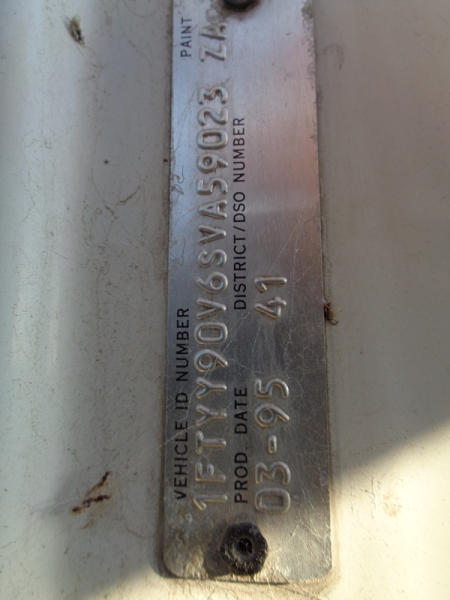 VEHICLE ID NUMBER PAINT
1FTYY90V6SVA59023
PROD DATE DISTRICT/DSO NUMBER
03-95 41